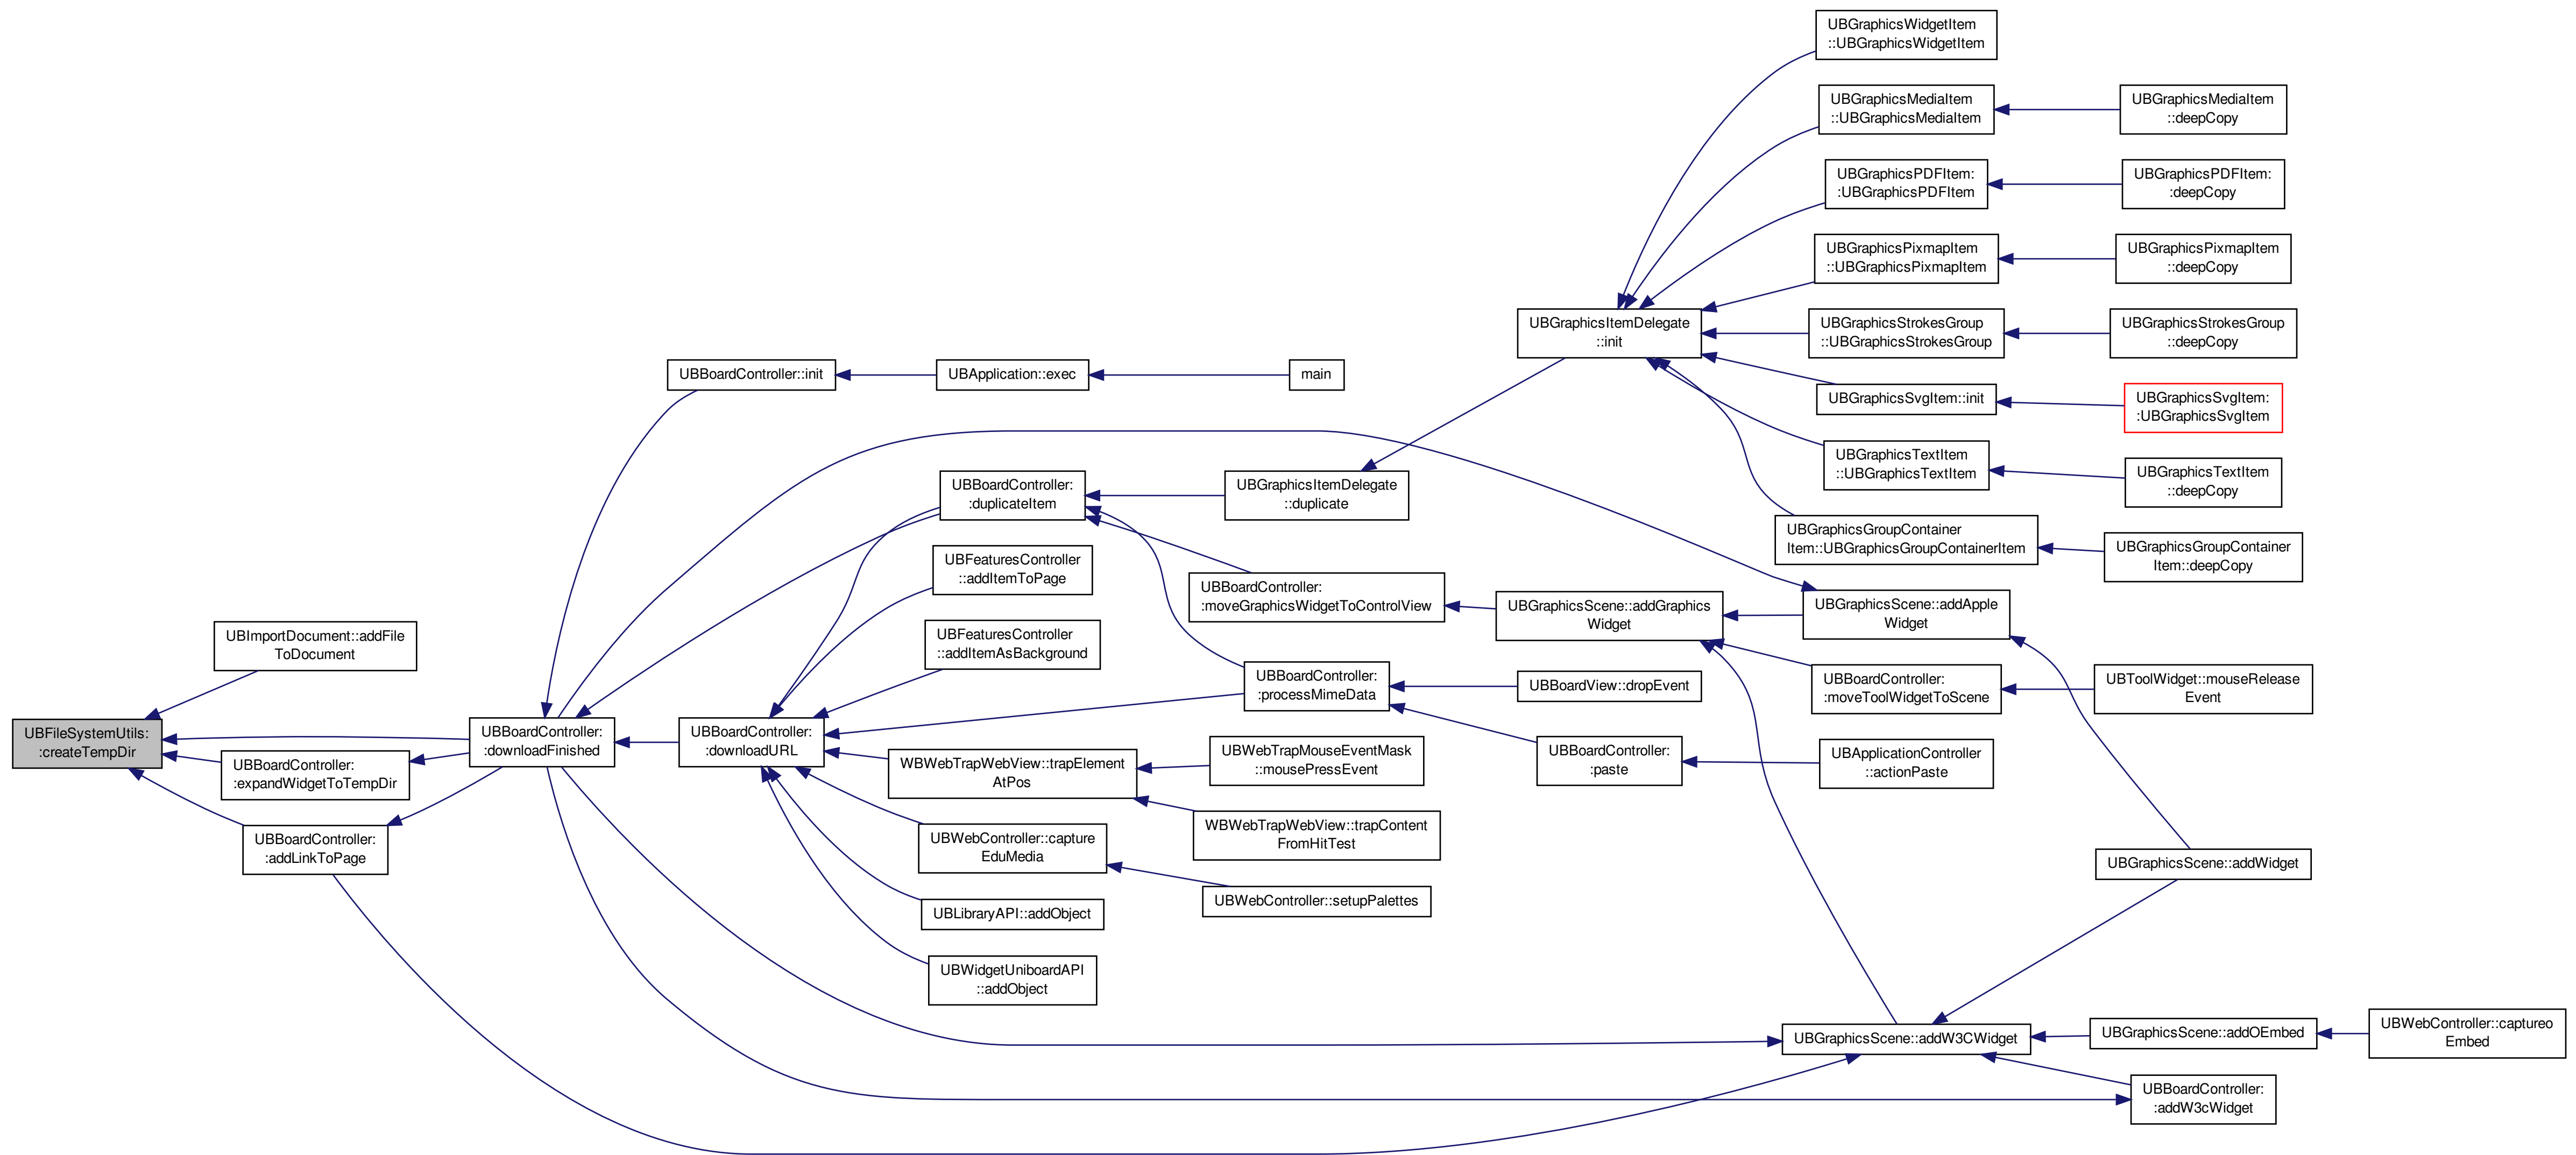 UBGraphicsWidgetItem
::UBGraphicsWidgetItem
UBGraphicsMediaItem
::UBGraphicsMediaItem
UBGraphicsMediaItem
::deepCopy
UBGraphicsPDFItem:
:UBGraphicsPDFItem
UBGraphicsPDFItem:
:deepCopy
UBGraphicsPixmapItem
::UBGraphicsPixmapItem
UBGraphicsPixmapItem
::deepCopy
UBGraphicsItemDelegate
::init
UBGraphicsStrokesGroup
::UBGraphicsStrokesGroup
UBGraphicsStrokesGroup
::deepCopy
UBBoardController::init
UBApplication::exec
main
UBGraphicsSvgItem::init
UBGraphicsSvgItem:
:UBGraphicsSvgItem
UBGraphicsTextItem
::UBGraphicsTextItem
UBGraphicsTextItem
::deepCopy
UBBoardController:
:duplicateItem
UBGraphicsItemDelegate
::duplicate
UBGraphicsGroupContainer
Item::UBGraphicsGroupContainerItem
UBGraphicsGroupContainer
Item::deepCopy
UBFeaturesController
::addItemToPage
UBBoardController:
:moveGraphicsWidgetToControlView
UBGraphicsScene::addGraphics
Widget
UBGraphicsScene::addApple
Widget
UBImportDocument::addFile
ToDocument
UBFeaturesController
::addItemAsBackground
UBBoardController:
:processMimeData
UBBoardView::dropEvent
UBBoardController:
:moveToolWidgetToScene
UBToolWidget::mouseRelease
Event
UBFileSystemUtils:
:createTempDir
UBBoardController:
:downloadFinished
UBBoardController:
:downloadURL
UBBoardController:
:expandWidgetToTempDir
WBWebTrapWebView::trapElement
AtPos
UBWebTrapMouseEventMask
::mousePressEvent
UBBoardController:
:paste
UBApplicationController
::actionPaste
UBBoardController:
:addLinkToPage
UBWebController::capture
EduMedia
WBWebTrapWebView::trapContent
FromHitTest
UBGraphicsScene::addWidget
UBWebController::setupPalettes
UBLibraryAPI::addObject
UBWidgetUniboardAPI
::addObject
UBGraphicsScene::addW3CWidget
UBGraphicsScene::addOEmbed
UBWebController::captureo
Embed
UBBoardController:
:addW3cWidget